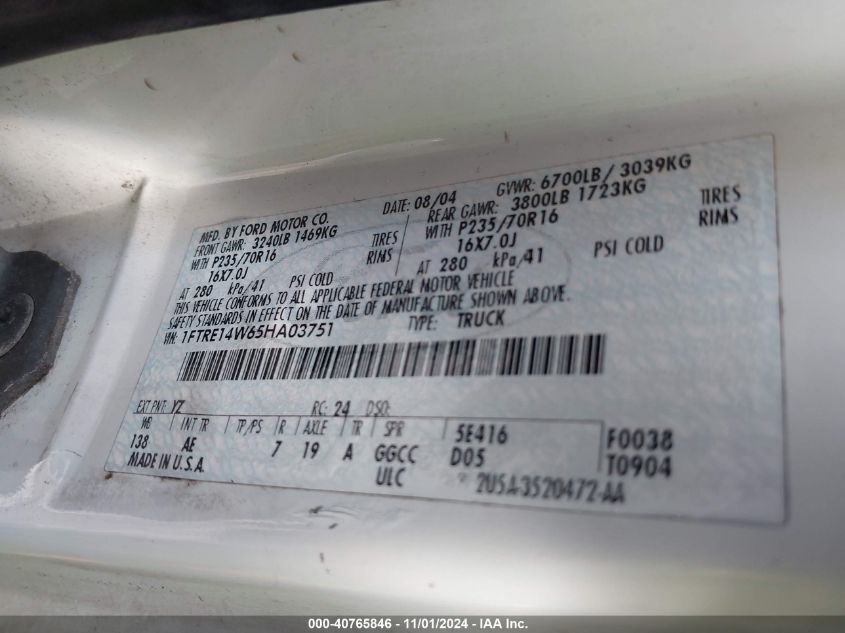 MFD. BY FORD MOTOR CO.
DATE: 08/04 GVWR: 6700LB/ 3039KG
FRONT GAWR: 3240LB 1469KG REAR GAWR: 3800LB 1723KG
WITH P235/70R16 TIRES WITH P235/70R16 TIRES
16X7.0J RIMS 16X7.0J RIMS
AT 280 kPa/41 PSI COLD AT 280 kPa/41 PSI COLD
THIS VEHICLE CONFORMS TO ALL APPLICABLE FEDERAL MOTOR VEHICLE
SAFETY STANDARDS IN EFFECT ON THE DATE OF MANUFACTURE SHOWN ABOVE.
VIN: 1FTRE14W65HA03751 TYPE: TRUCK
EXT PNT: YZ RC: 24 DSO:
WB INT TR TP/PS R AXLE TR SPR 5E416 F0038
138 AE 7 19 A GGCC D05 T0904
MADE IN U.S.A. ULC 2U5A-3520472-AA
000-40765846 - 11/01/2024 - IAA Inc.